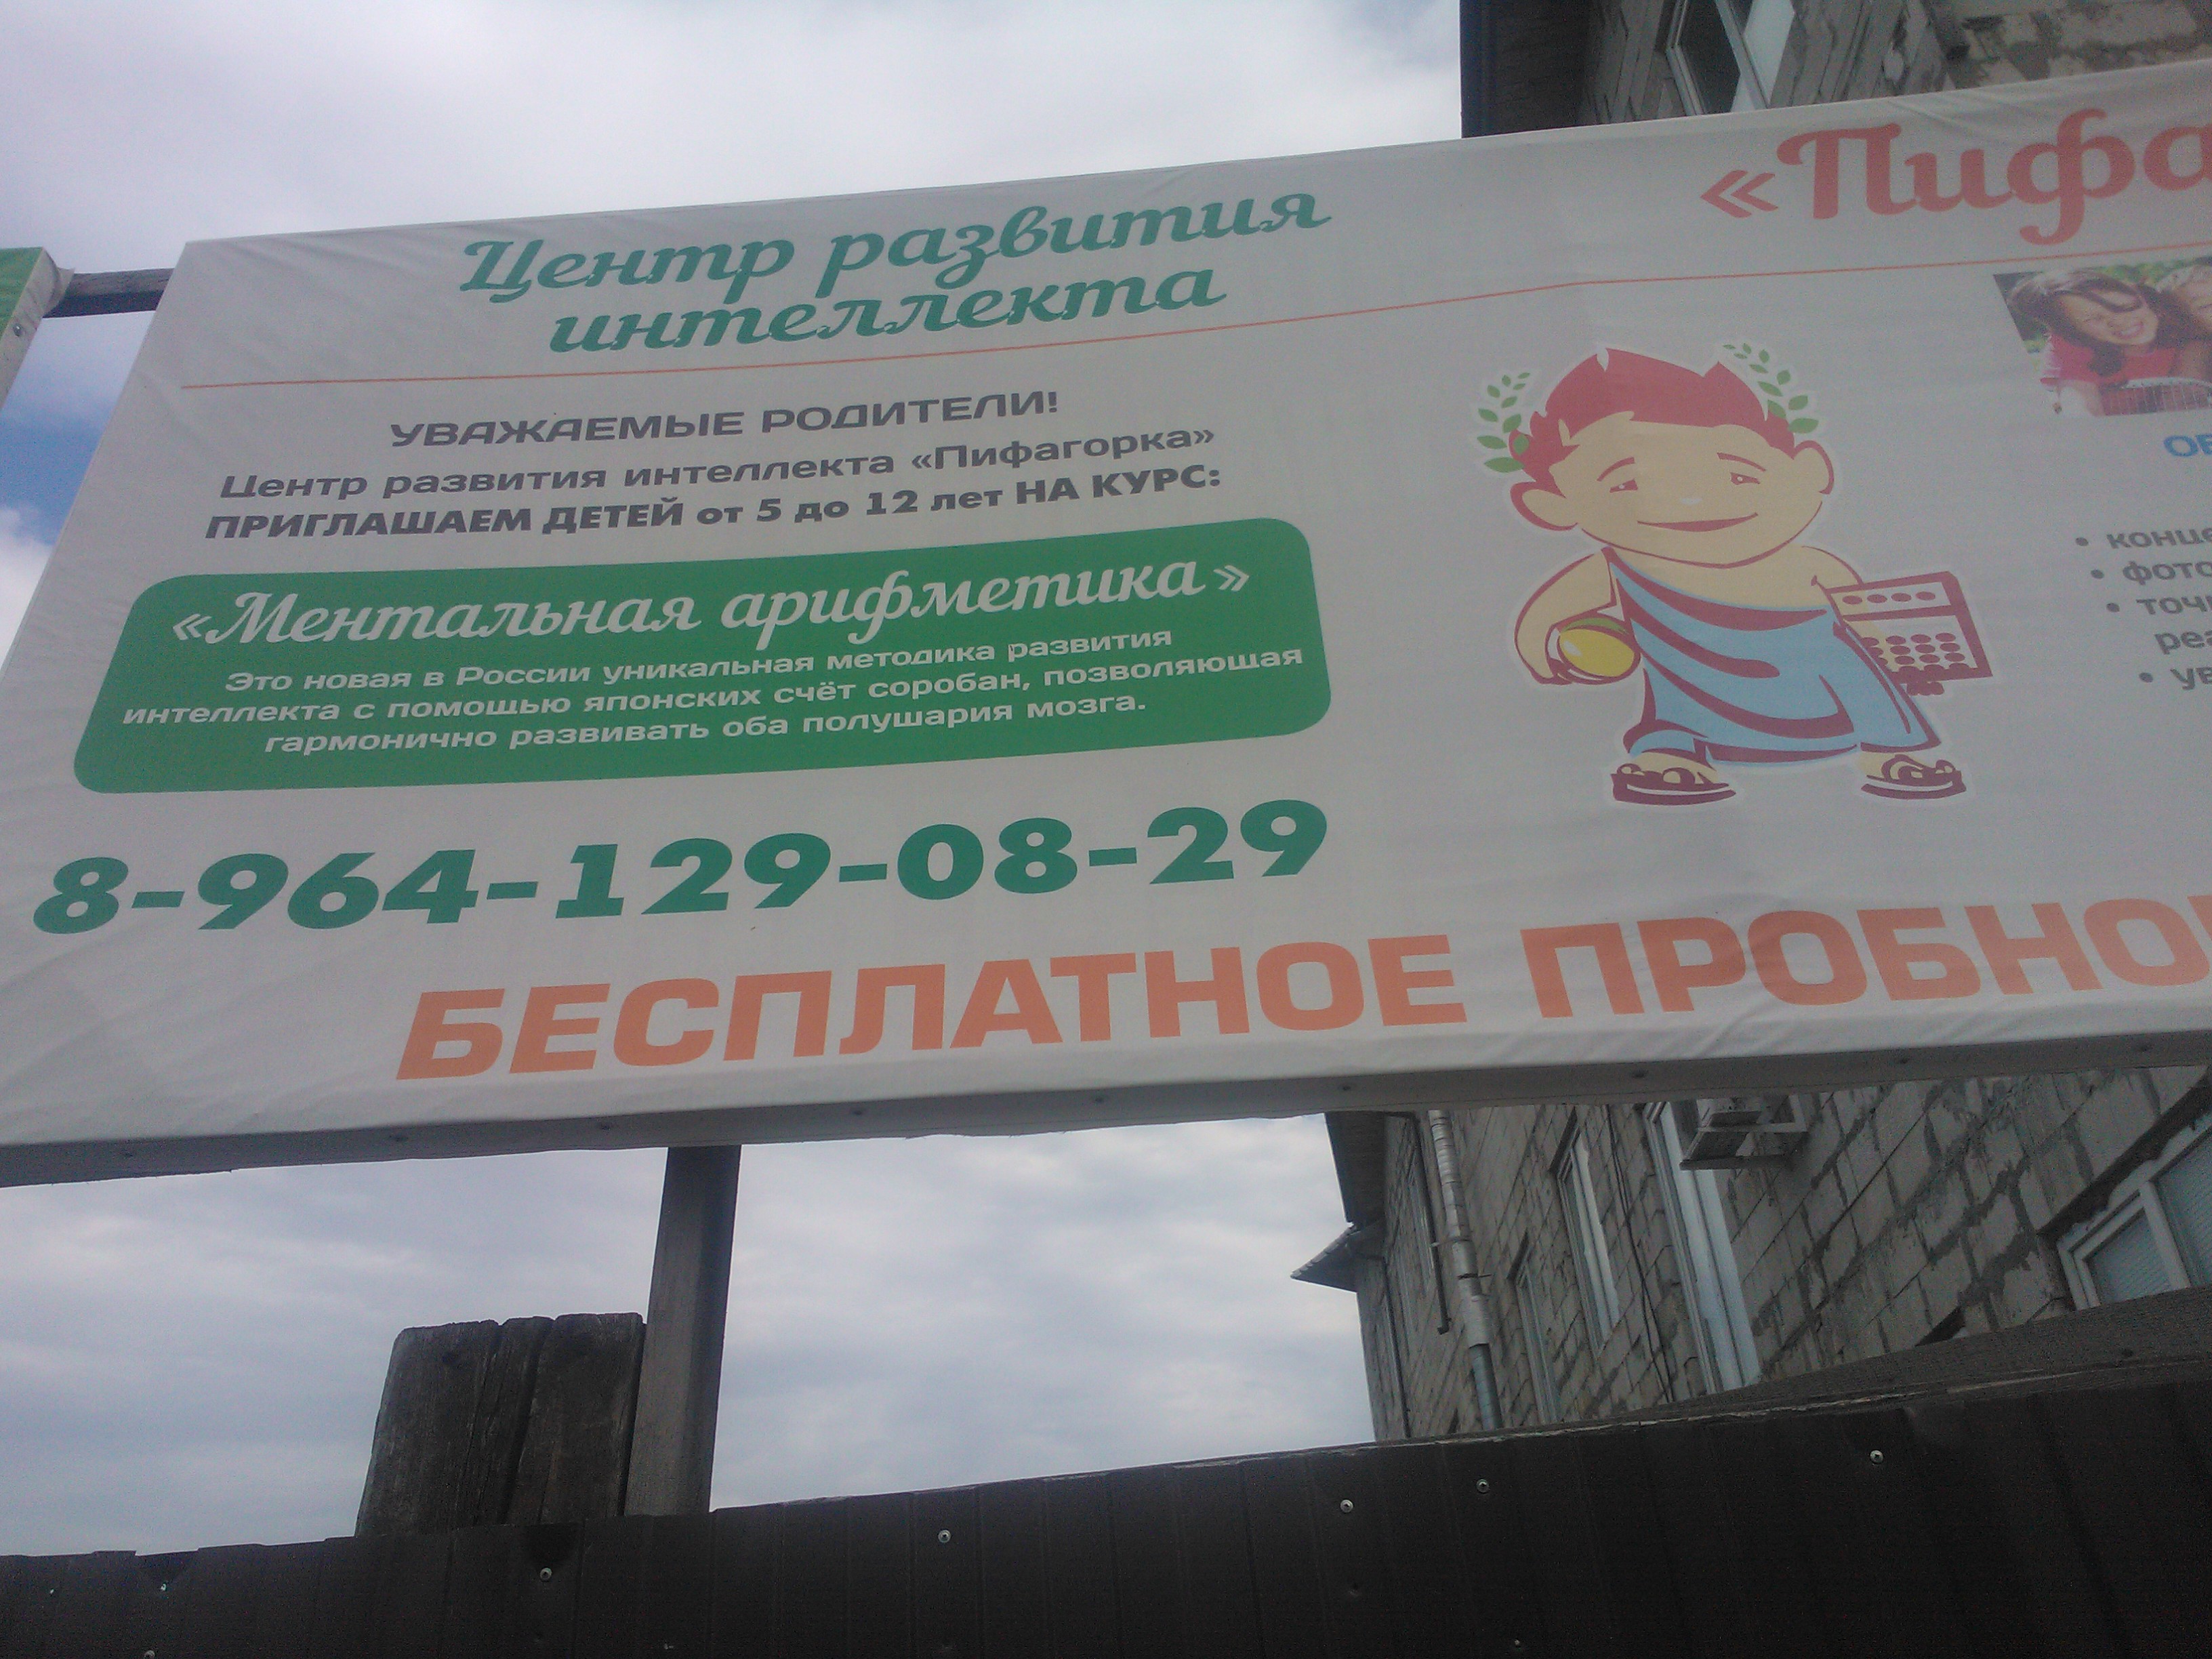 Центр развития
интеллекта
УВАЖАЕМЫЕ РОДИТЕЛИ!
Центр развития интеллекта «Пифагорка»
ПРИГЛАШАЕМ ДЕТЕЙ от 5 до 12 лет НА КУРС:
«Ментальная арифметика»
Это новая в России уникальная методика развития
интеллекта с помощью японских счёт соробан, позволяющая
гармонично развивать оба полушария мозга.
8-964-129-08-29
БЕСПЛАТНОЕ